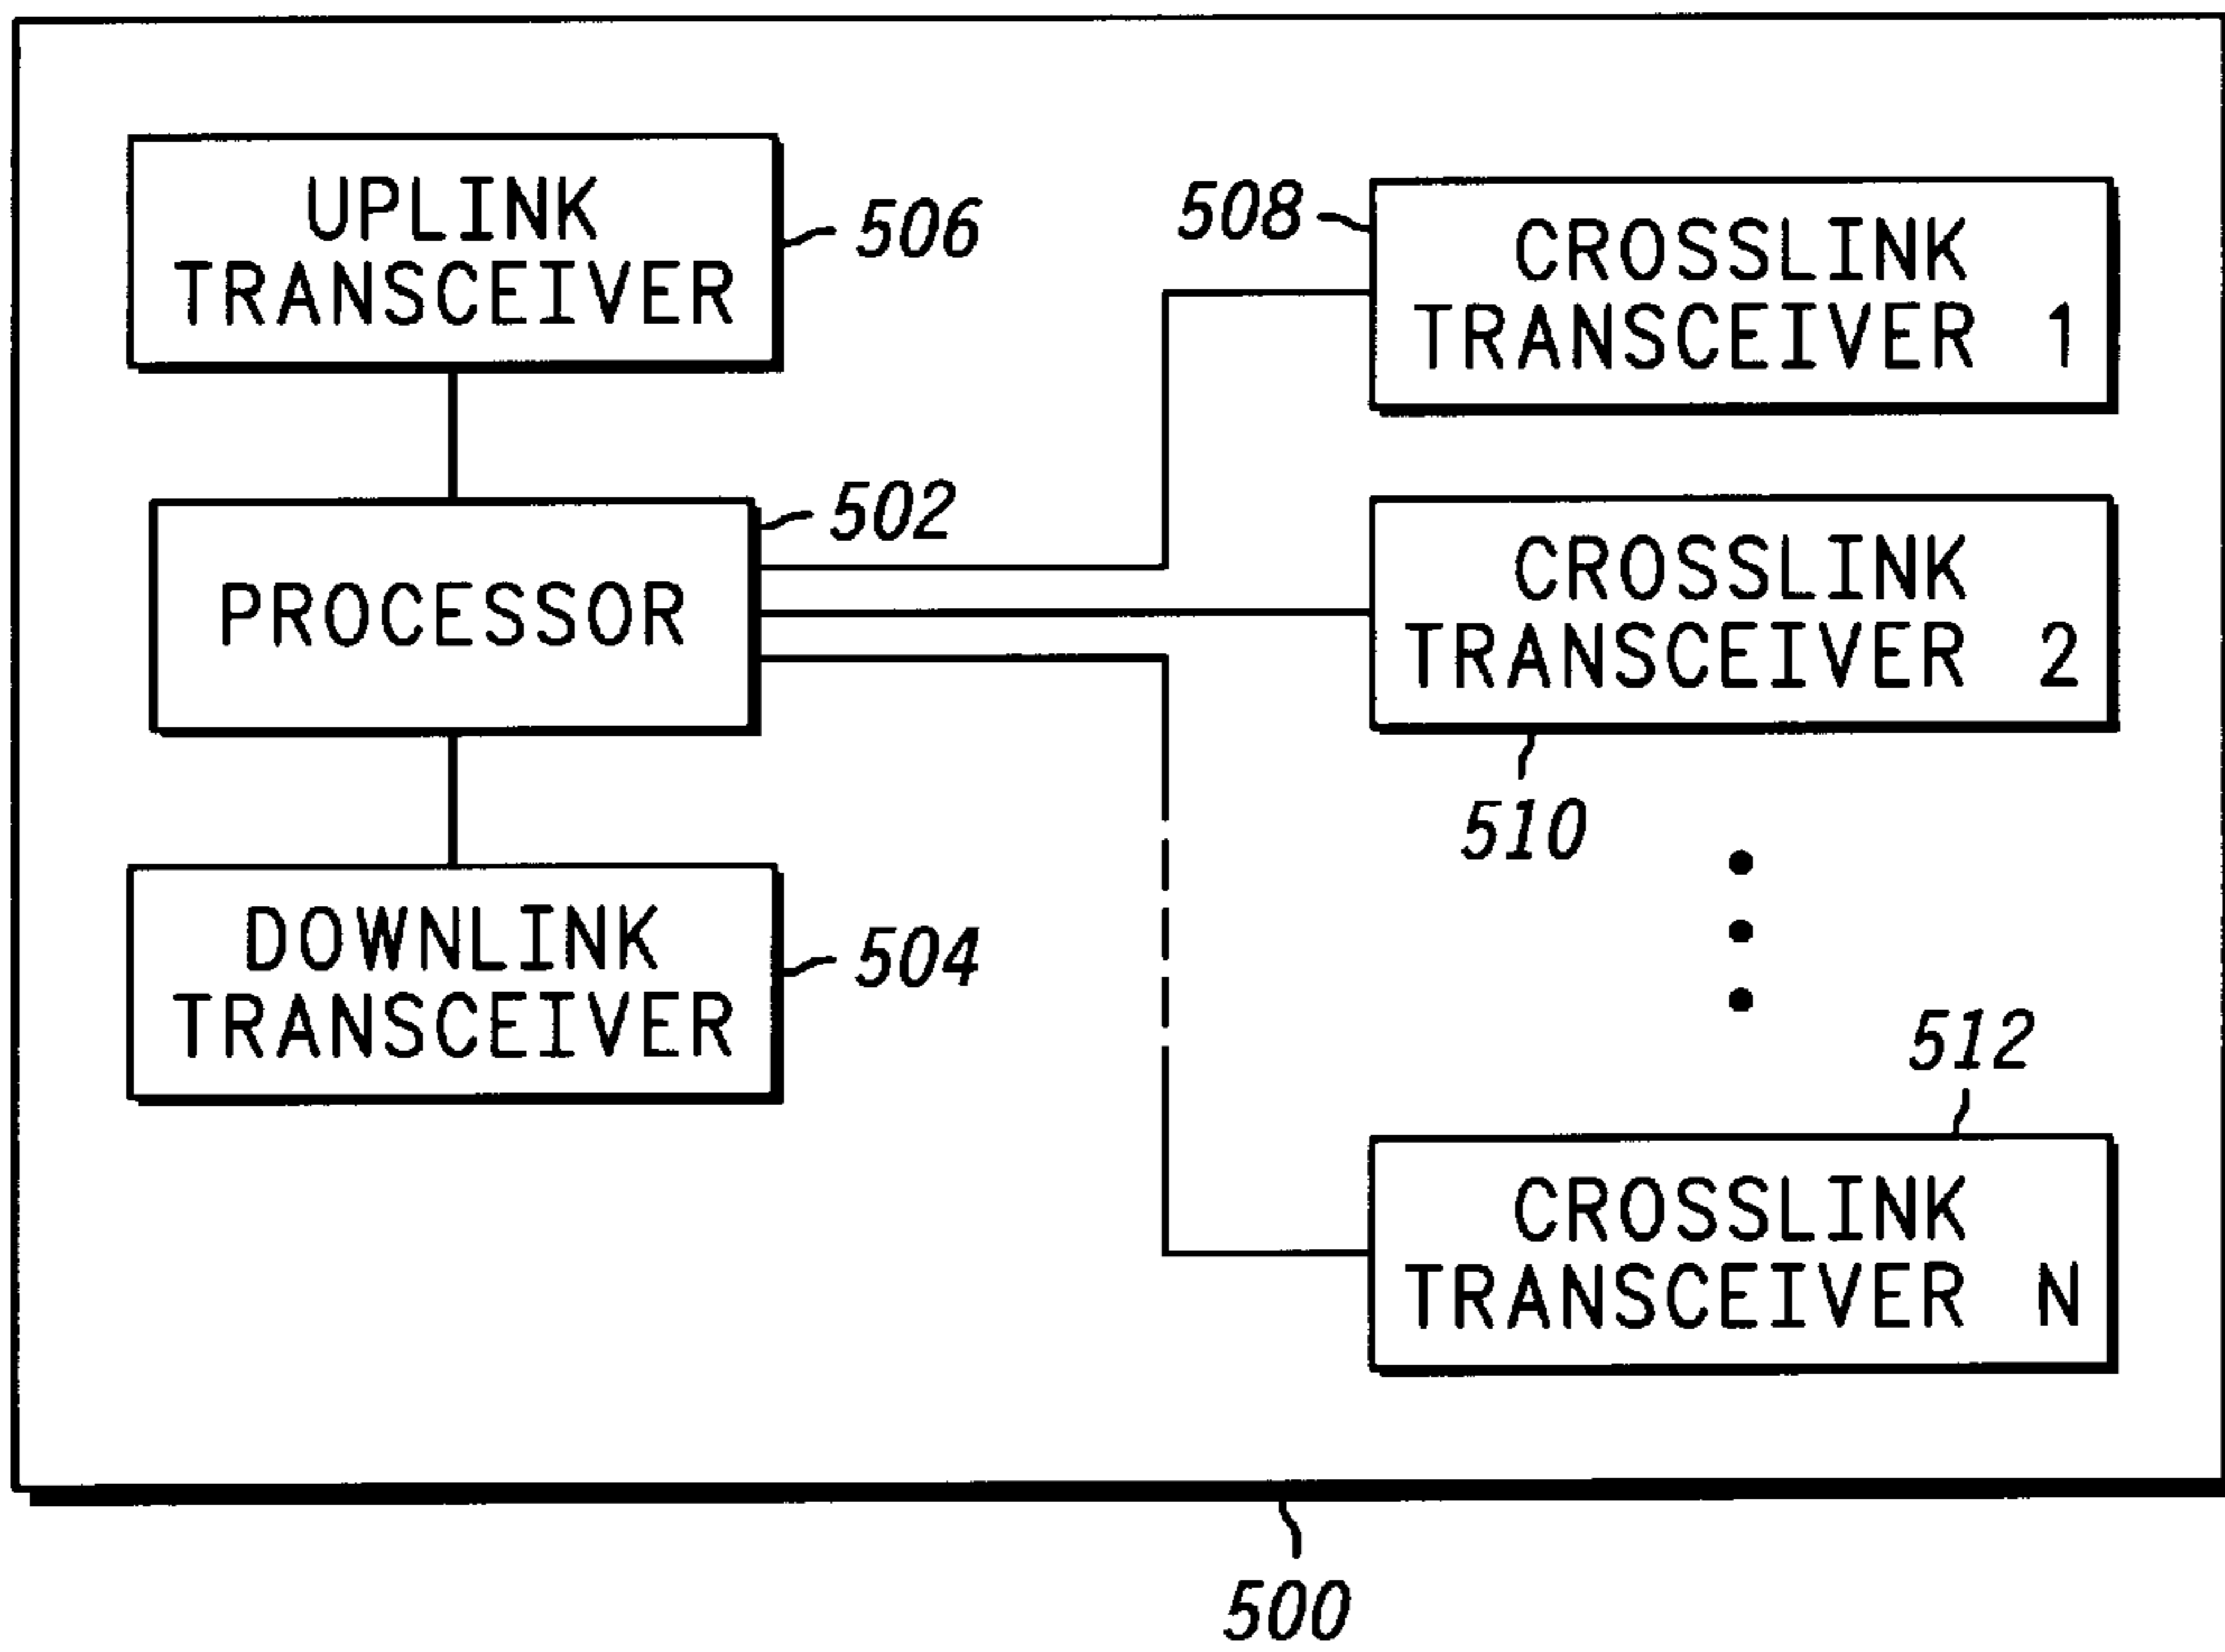 UPLINK
TRANSCEIVER
506
508
CROSSLINK
TRANSCEIVER 1
502
PROCESSOR
CROSSLINK
TRANSCEIVER 2
510
DOWNLINK
TRANSCEIVER
504
512
CROSSLINK
TRANSCEIVER N
500